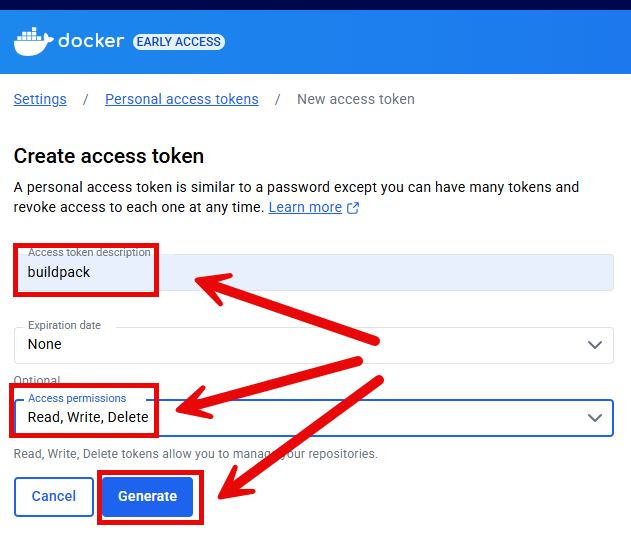 docker EARLY ACCESS
Settings / Personal access tokens / New access token
Create access token
A personal access token is similar to a password except you can have many tokens and
revoke access to each one at any time. Learn more
Access token description
buildpack
Expiration date
None
Optional
Access permissions
Read, Write, Delete
Read, Write, Delete tokens allow you to manage your repositories.
Cancel Generate